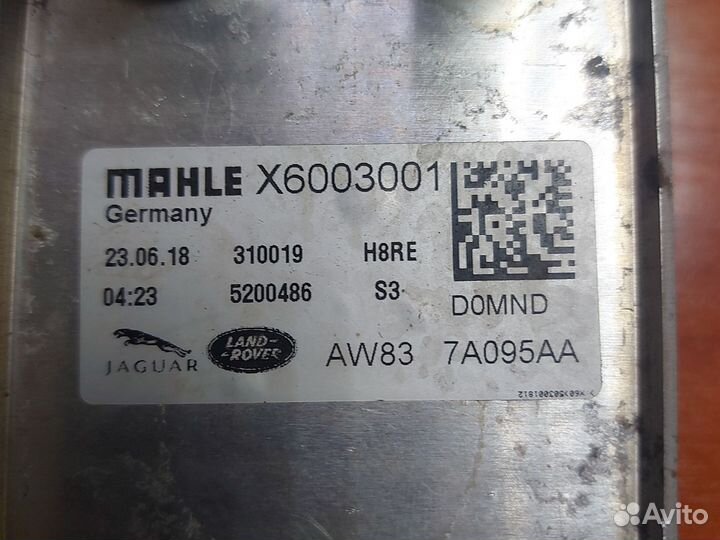 MAHLE X6003001
Germany
23.06.18 310019 H8RE
04:23 5200486 S3
D0MND
JAGUAR LAND-ROVER AW83 7A095AA
Avito